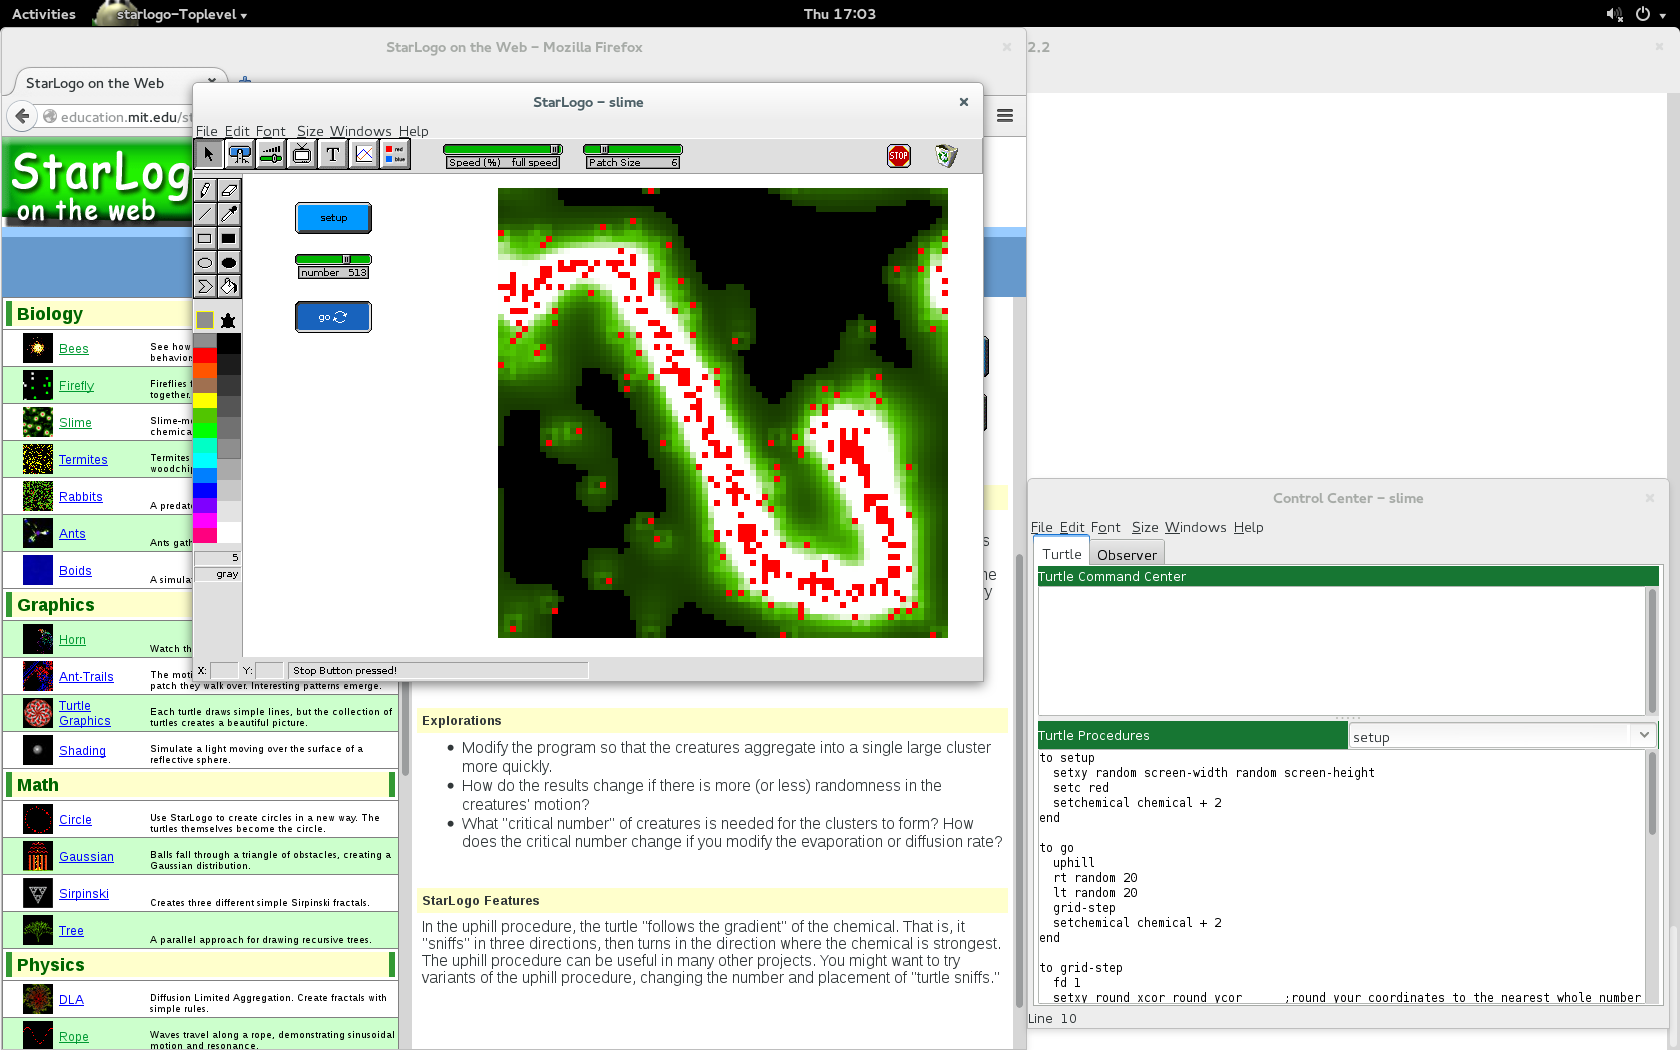 Activities
starlogo-Toplevel
Thu 17:03
StarLogo on the Web – Mozilla Firefox
2.2
StarLogo on the Web
education.mit.edu/st
StarLog
on the web
StarLogo – slime
File Edit Font Size Windows Help
T
red
blue
Speed (%) full speed
Patch Size 6
STOP
setup
number 513
go
5
gray
X:
Y:
Stop Button pressed!
Biology
Bees
See how
behavior
Firefly
Fireflies
together.
Slime
Slime-m
chemica
Termites
Termites
woodchip
Rabbits
A predat
Ants
Ants gath
Boids
A simulat
Graphics
Horn
Watch th
Ant-Trails
The moti
patch they walk over. Interesting patterns emerge.
Turtle
Graphics
Each turtle draws simple lines, but the collection of
turtles creates a beautiful picture.
Shading
Simulate a light moving over the surface of a
reflective sphere.
Math
Circle
Use StarLogo to create circles in a new way. The
turtles themselves become the circle.
Gaussian
Balls fall through a triangle of obstacles, creating a
Gaussian distribution.
Sirpinski
Creates three different simple Sirpinski fractals.
Tree
A parallel approach for drawing recursive trees.
Physics
DLA
Diffusion Limited Aggregation. Create fractals with
simple rules.
Rope
Waves travel along a rope, demonstrating sinusoidal
motion and resonance.
s
ne
y
Explorations
• Modify the program so that the creatures aggregate into a single large cluster
more quickly.
• How do the results change if there is more (or less) randomness in the
creatures' motion?
• What "critical number" of creatures is needed for the clusters to form? How
does the critical number change if you modify the evaporation or diffusion rate?
StarLogo Features
In the uphill procedure, the turtle "follows the gradient" of the chemical. That is, it
"sniffs" in three directions, then turns in the direction where the chemical is strongest.
The uphill procedure can be useful in many other projects. You might want to try
variants of the uphill procedure, changing the number and placement of "turtle sniffs."
Control Center – slime
File Edit Font Size Windows Help
Turtle Observer
Turtle Command Center
Turtle Procedures
setup
to setup
setxy random screen-width random screen-height
setc red
setchemical chemical + 2
end
to go
uphill
rt random 20
lt random 20
grid-step
setchemical chemical + 2
end
to grid-step
fd 1
setxy round xcor round ycor ;round your coordinates to the nearest whole number
Line 10